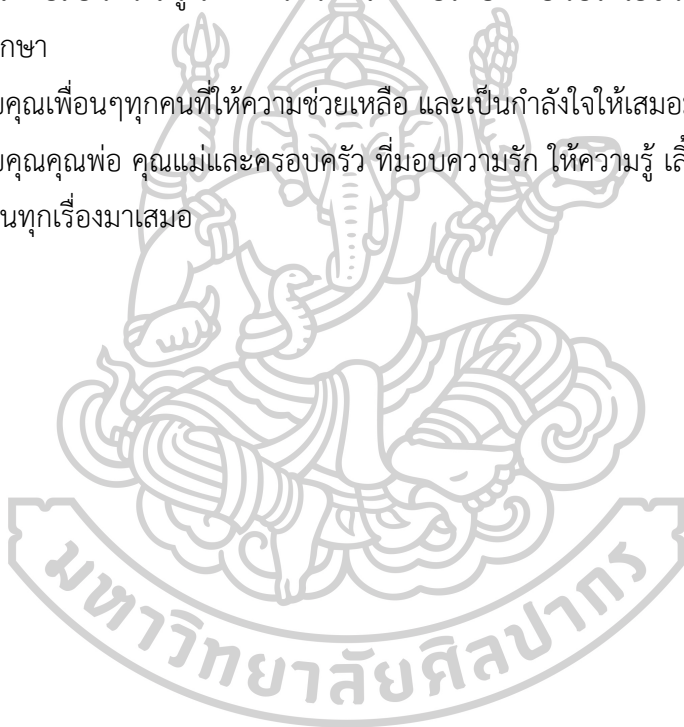 กษา
คุณเพื่อนๆทุกคนที่ให้ความช่วยเหลือ และเป็นกำลังใจให้เสมอ
คุณคุณพ่อ คุณแม่และครอบครัว ที่มอบความรัก ให้ความรู้
นทุกเรื่องมาเสมอ
มหาวิทยาลัยศิลปากร